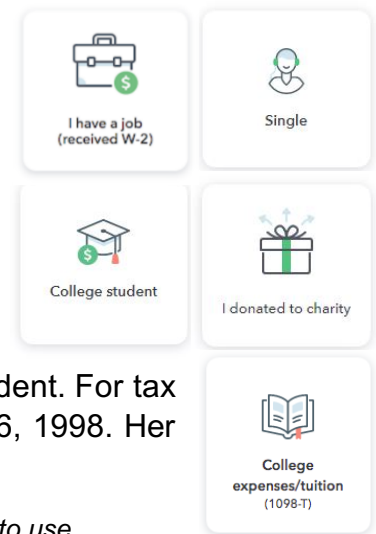 I have a job
(received W-2)
Single
College student
I donated to charity
dent. For tax
6, 1998. Her
College
expenses/tuition
(1098-T)
to use